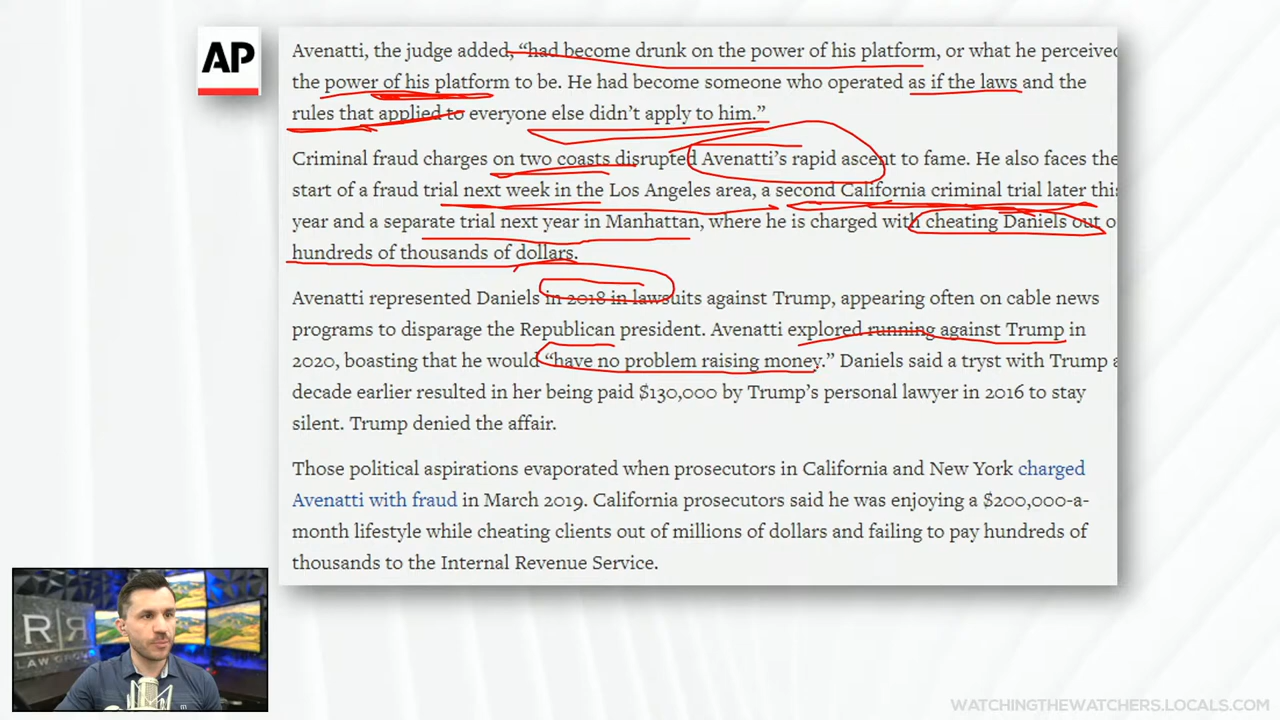 AP
Avenatti, the judge added, “had become drunk on the power of his platform, or what he perceived
the power of his platform to be. He had become someone who operated as if the laws and the
rules that applied to everyone else didn’t apply to him.”
Criminal fraud charges on two coasts disrupted Avenatti’s rapid ascent to fame. He also faces the
start of a fraud trial next week in the Los Angeles area, a second California criminal trial later this
year and a separate trial next year in Manhattan, where he is charged with cheating Daniels out o
hundreds of thousands of dollars.
Avenatti represented Daniels in 2018 in lawsuits against Trump, appearing often on cable news
programs to disparage the Republican president. Avenatti explored running against Trump in
2020, boasting that he would “have no problem raising money.” Daniels said a tryst with Trump a
decade earlier resulted in her being paid $130,000 by Trump’s personal lawyer in 2016 to stay
silent. Trump denied the affair.
Those political aspirations evaporated when prosecutors in California and New York charged
Avenatti with fraud in March 2019. California prosecutors said he was enjoying a $200,000-a-
month lifestyle while cheating clients out of millions of dollars and failing to pay hundreds of
thousands to the Internal Revenue Service.
R R
LAW GROUP
WATCHINGTHEWATCHERS.LOCALS.COM